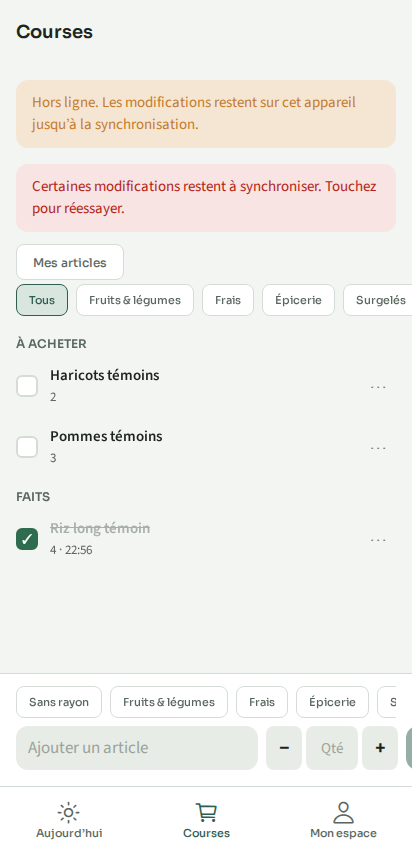 Courses
Hors ligne. Les modifications restent sur cet appareil
jusqu'à la synchronisation.
Certaines modifications restent à synchroniser. Touchez
pour réessayer.
Mes articles
Tous Fruits & légumes Frais Épicerie Surgelés
À ACHETER
Haricots témoins
2
...
Pommes témoins
3
...
FAITS
Riz long témoin
4 · 22:56
...
Sans rayon Fruits & légumes Frais Épicerie S
Ajouter un article − Qté +
Aujourd'hui Courses Mon espace